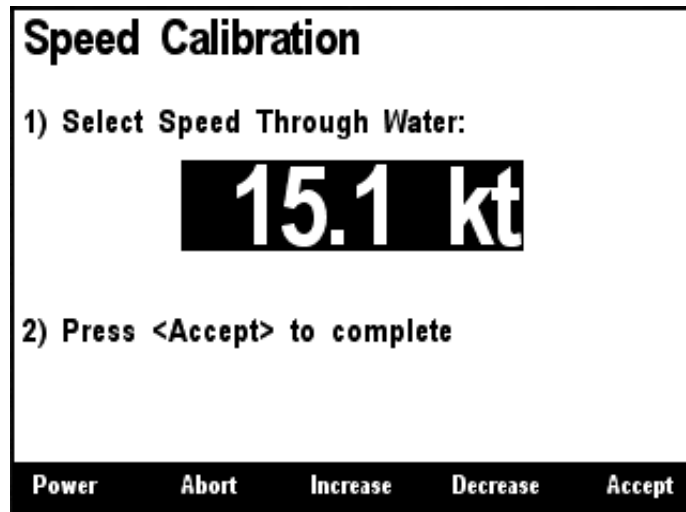 Speed Calibration
1) Select Speed Through Water:
15.1 kt
2) Press <Accept> to complete
Power Abort Increase Decrease Accept